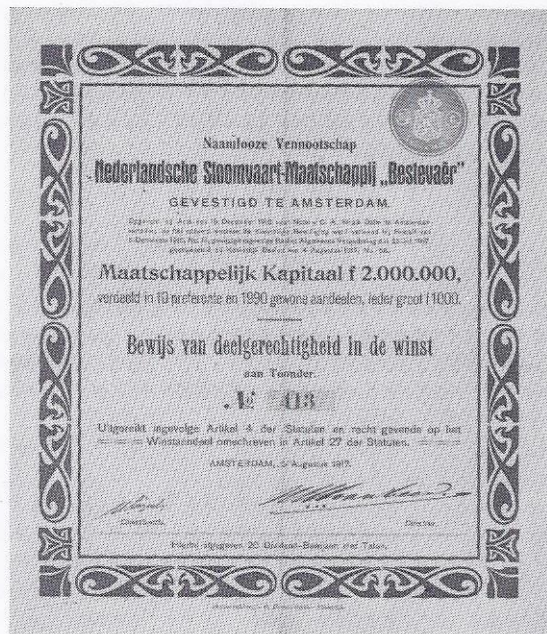 Naamlooze Vennootschap
Nederlandsche Stoomvaart-Maatschappij „Bestevaêr”
GEVESTIGD TE AMSTERDAM.
Maatschappelijk Kapitaal f 2.000.000,
verdeeld in 10 preferente en 1990 gewone aandeelen, ieder groot f 1000.
Bewijs van deelgerechtigheid in de winst
aan Toonder.
№ 413
Uitgereikt ingevolge Artikel 4 der Statuten en recht gevende op het
Winstaandeel omschreven in Artikel 27 der Statuten.
AMSTERDAM, Augustus 1917.
Directeur.
Hierbij afgegeven 20 Dividend-Bewijzen met Talon.